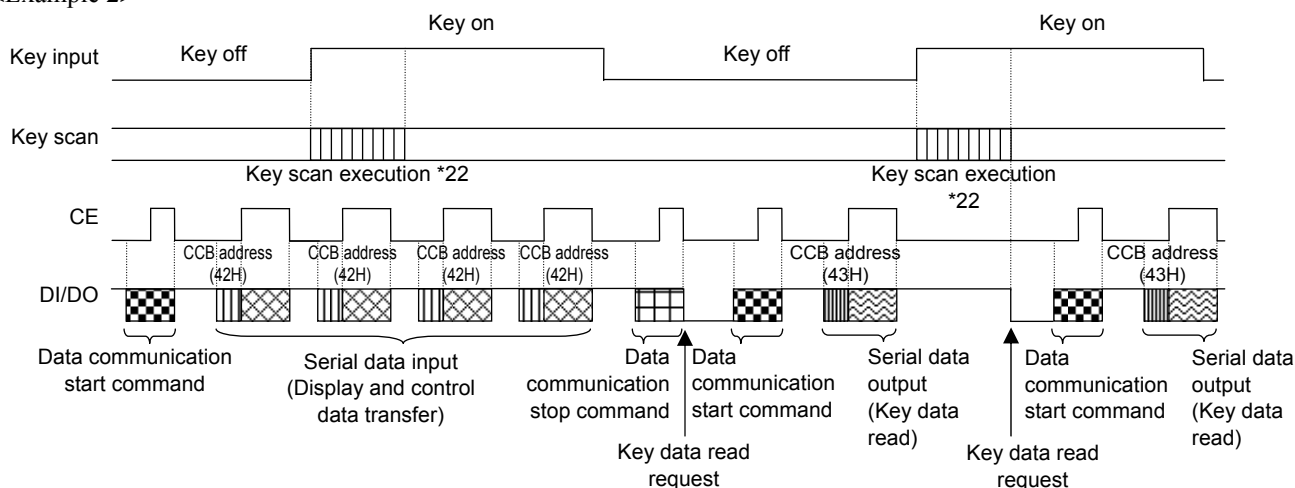 Key on
Key on
Key input
Key off
Key off
Key scan
Key scan execution *22
Key scan execution
*22
CE
CCB address
(42H)
CCB address
(42H)
CCB address
(42H)
CCB address
(42H)
CCB address
(43H)
CCB address
(43H)
DI/DO
Data communication
start command
Serial data input
(Display and control
data transfer)
Data
communication
stop command
Data
communication
start command
Serial data
output
(Key data
read)
Data
communication
start command
Serial data
output
(Key data
read)
Key data read
request
Key data read
request